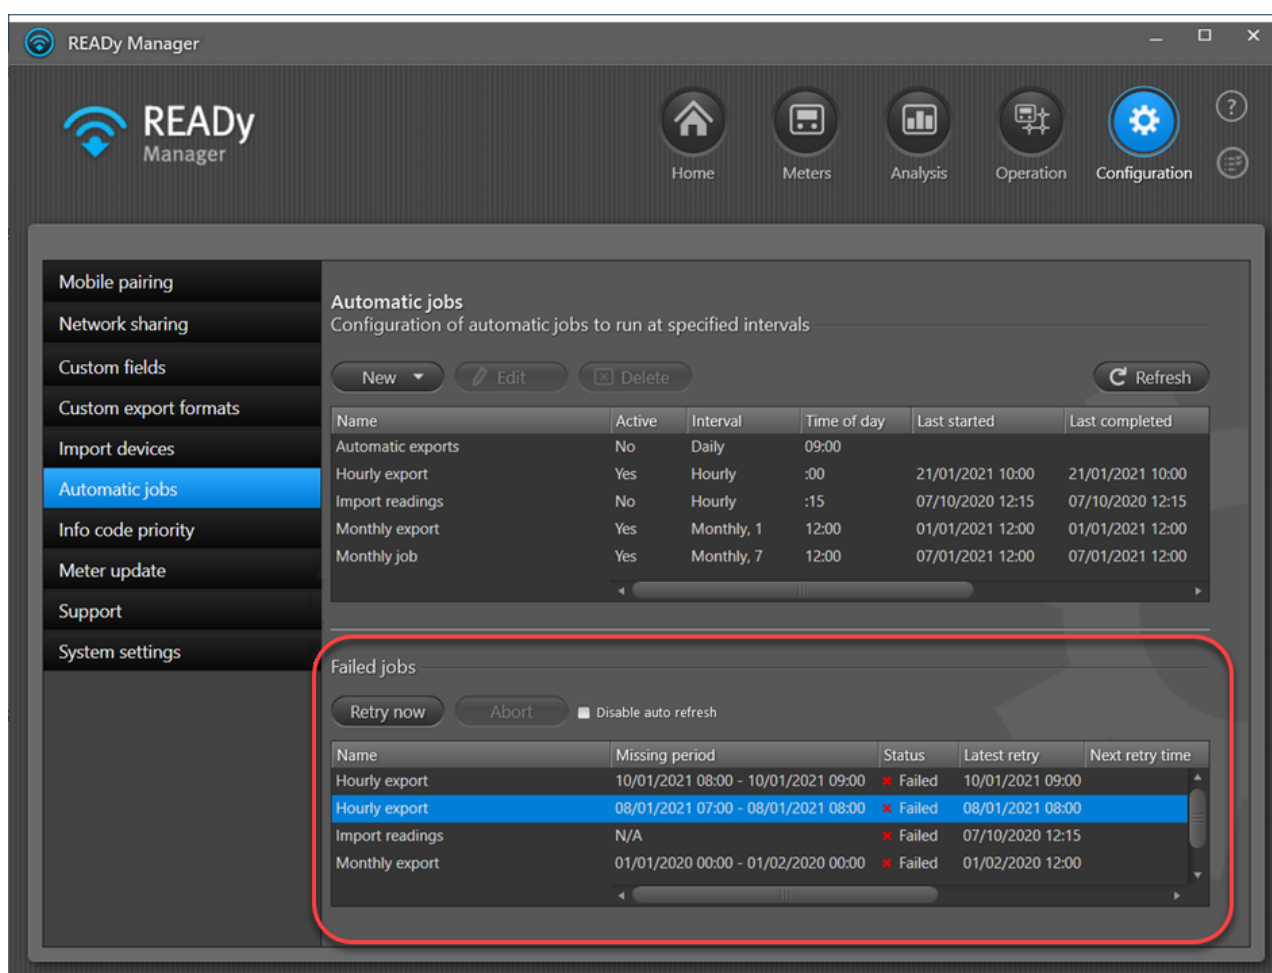 READy Manager
READy
Manager
Home Meters Analysis Operation Configuration
?
Mobile pairing
Network sharing
Custom fields
Custom export formats
Import devices
Automatic jobs
Info code priority
Meter update
Support
System settings
Automatic jobs
Configuration of automatic jobs to run at specified intervals
New Edit Delete Refresh
Name Active Interval Time of day Last started Last completed
Automatic exports No Daily 09:00
Hourly export Yes Hourly :00 21/01/2021 10:00 21/01/2021 10:00
Import readings No Hourly :15 07/10/2020 12:15 07/10/2020 12:15
Monthly export Yes Monthly, 1 12:00 01/01/2021 12:00 01/01/2021 12:00
Monthly job Yes Monthly, 7 12:00 07/01/2021 12:00 07/01/2021 12:00
Failed jobs
Retry now Abort Disable auto refresh
Name Missing period Status Latest retry Next retry time
Hourly export 10/01/2021 08:00 - 10/01/2021 09:00 Failed 10/01/2021 09:00
Hourly export 08/01/2021 07:00 - 08/01/2021 08:00 Failed 08/01/2021 08:00
Import readings N/A Failed 07/10/2020 12:15
Monthly export 01/01/2020 00:00 - 01/02/2020 00:00 Failed 01/02/2020 12:00